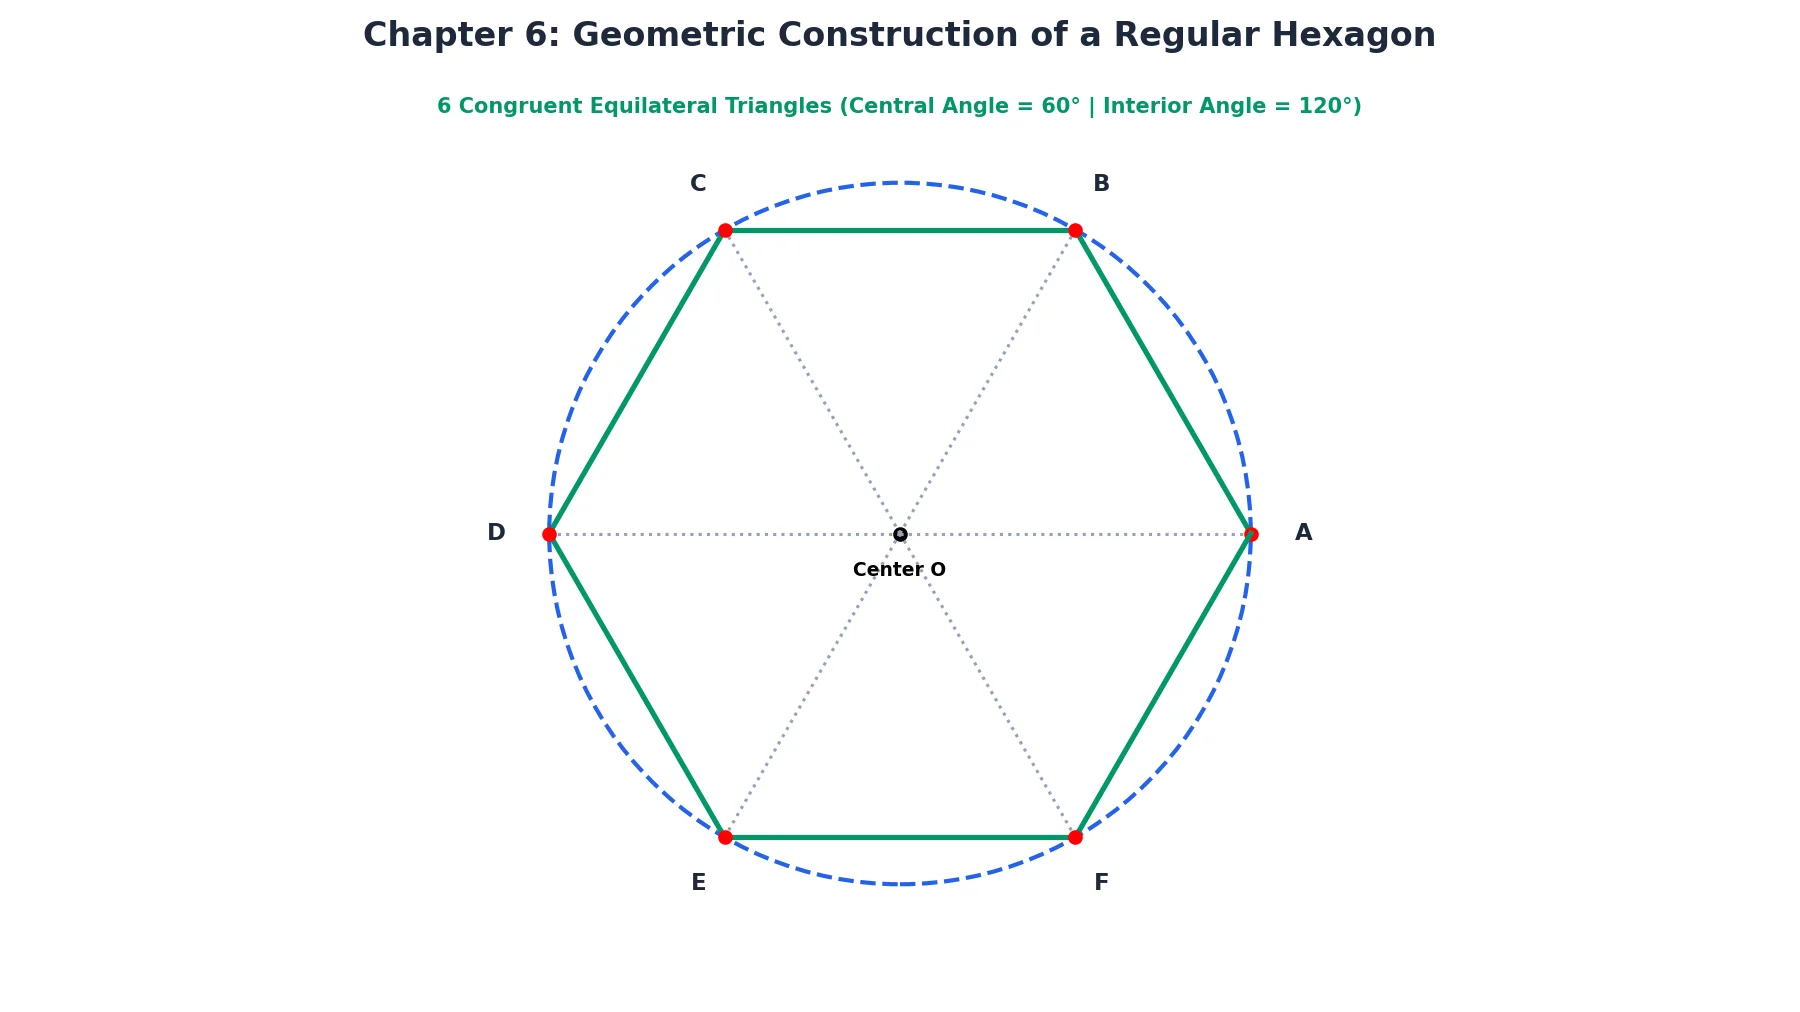 Chapter 6: Geometric Construction of a Regular Hexagon
6 Congruent Equilateral Triangles (Central Angle = 60° | Interior Angle = 120°)
C
B
D
A
Center O
E
F